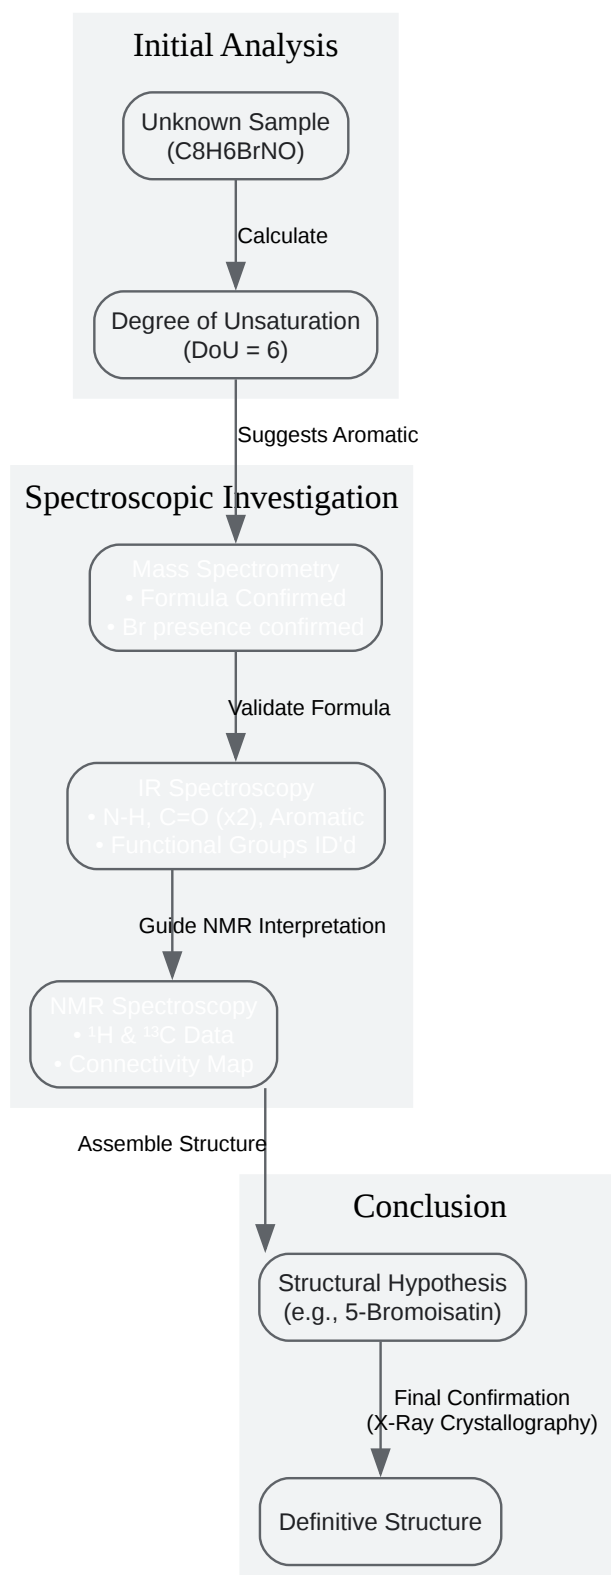 Initial Analysis
Unknown Sample
(C8H6BrNO)
Calculate
Degree of Unsaturation
(DoU = 6)
Suggests Aromatic
Spectroscopic Investigation
Mass Spectrometry
• Formula Confirmed
• Br presence confirmed
Validate Formula
IR Spectroscopy
• N-H, C=O (x2), Aromatic
• Functional Groups ID'd
Guide NMR Interpretation
NMR Spectroscopy
• ¹H & ¹³C Data
• Connectivity Map
Assemble Structure
Conclusion
Structural Hypothesis
(e.g., 5-Bromoisatin)
Final Confirmation
(X-Ray Crystallography)
Definitive Structure